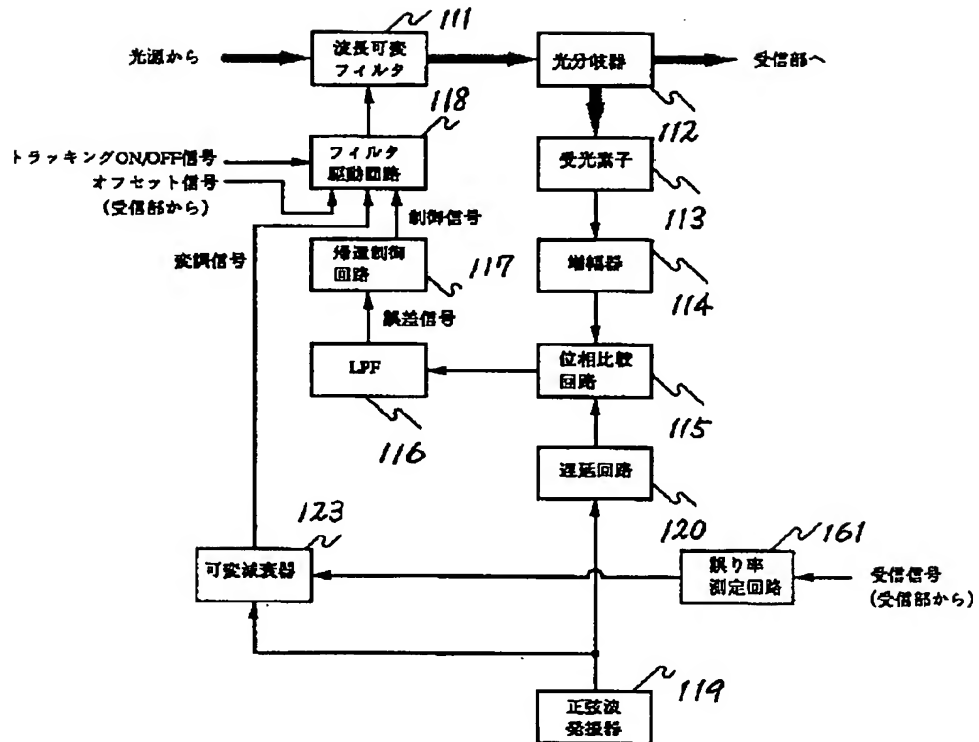 111
光源から
波長可変
フィルタ
光分岐器
受信部へ
118
112
トラッキングON/OFF信号
フィルタ
駆動回路
受光素子
オフセット信号
(受信部から)
113
制御信号
変調信号
帰還制御
回路
117
増幅器
114
誤差信号
LPF
位相比較
回路
116
115
遅延回路
123
120
161
可変減衰器
誤り率
測定回路
受信信号
(受信部から)
119
正弦波
発振器